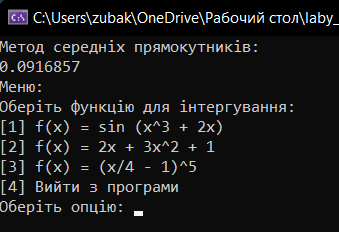 C:\Users\zubak\OneDrive\Рабочий стол\laby_
Метод середніх прямокутників:
0.0916857
Меню:
Оберіть функцію для інтергування:
[1] f(x) = sin (x^3 + 2x)
[2] f(x) = 2x + 3x^2 + 1
[3] f(x) = (x/4 - 1)^5
[4] Вийти з програми
Оберіть опцію: